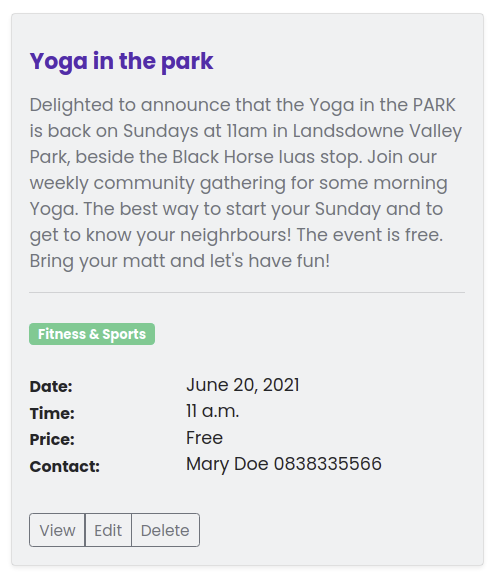 Yoga in the park
Delighted to announce that the Yoga in the PARK
is back on Sundays at 11am in Landsdowne Valley
Park, beside the Black Horse luas stop. Join our
weekly community gathering for some morning
Yoga. The best way to start your Sunday and to
get to know your neighrbours! The event is free.
Bring your matt and let's have fun!
Fitness & Sports
Date: June 20, 2021
Time: 11 a.m.
Price: Free
Contact: Mary Doe 0838335566
View Edit Delete